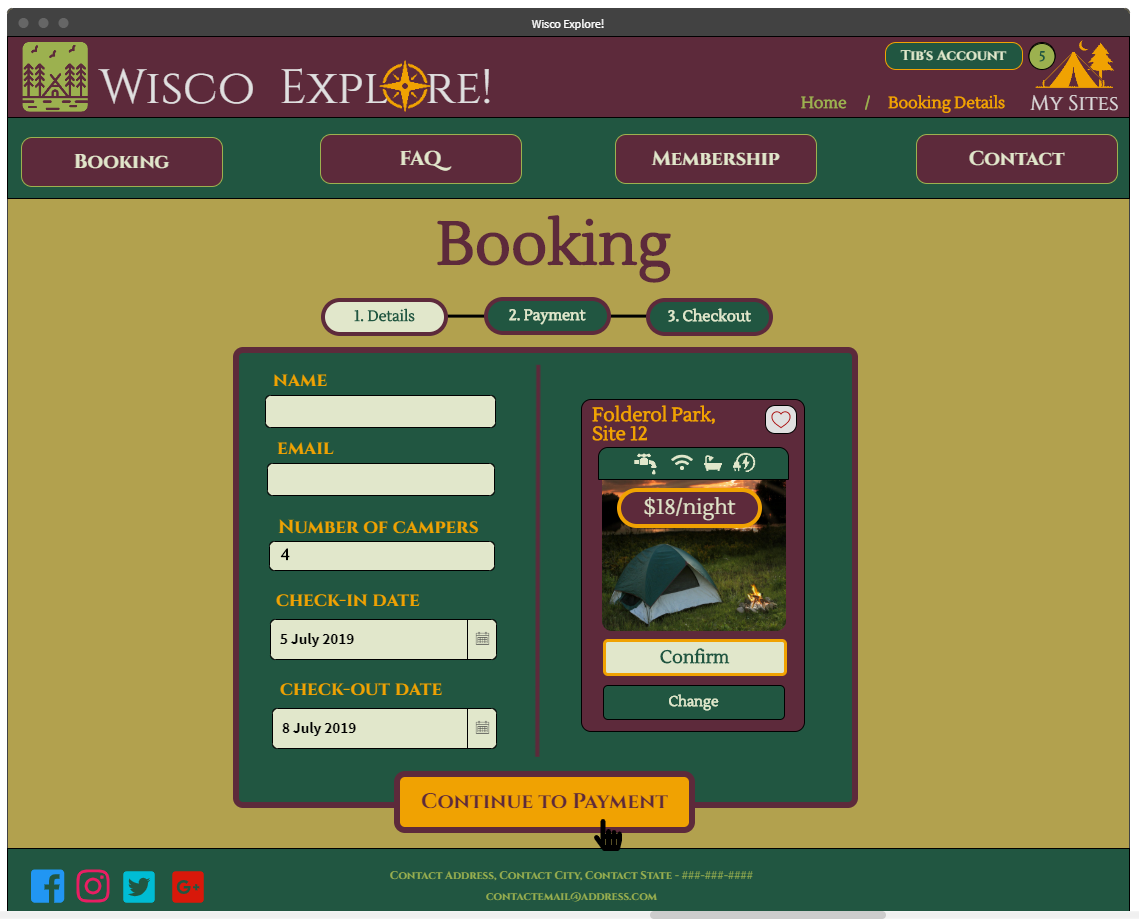 Wisco Explore!
Wisco Explore!
Tib's Account
5
Home / Booking Details
My Sites
Booking
FAQ
Membership
Contact
Booking
1. Details
2. Payment
3. Checkout
Name
Email
Number of campers
4
Check-in date
5 July 2019
Check-out date
8 July 2019
Folderol Park,
Site 12
$18/night
Confirm
Change
Continue to Payment
Contact Address, Contact City, Contact State - ###-###-####
contactemail@address.com
G+